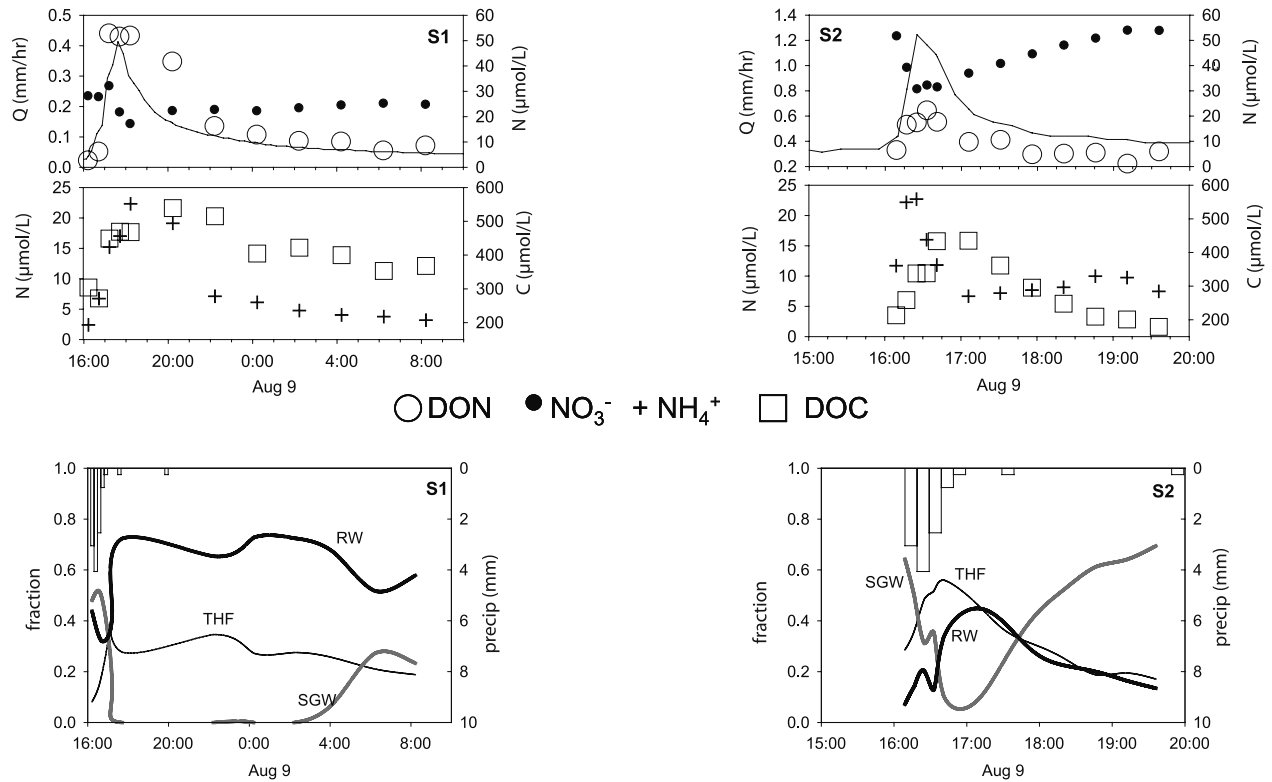 0.5
0.4
0.3
0.2
0.1
0.0
Q (mm/hr)
S1
60
50
40
30
20
10
0
N (µmol/L)
25
20
15
10
5
0
N (µmol/L)
600
500
400
300
200
C (µmol/L)
16:00 20:00 0:00 4:00 8:00
Aug 9
1.4
1.2
1.0
0.8
0.6
0.4
0.2
Q (mm/hr)
S2
60
50
40
30
20
10
0
N (µmol/L)
25
20
15
10
5
0
N (µmol/L)
600
500
400
300
200
C (µmol/L)
15:00 16:00 17:00 18:00 19:00 20:00
Aug 9
DON NO₃⁻ + NH₄⁺ DOC
1.0
0.8
0.6
0.4
0.2
0.0
fraction
S1
RW
THF
SGW
0
2
4
6
8
10
precip (mm)
16:00 20:00 0:00 4:00 8:00
Aug 9
1.0
0.8
0.6
0.4
0.2
0.0
fraction
S2
SGW
THF
RW
0
2
4
6
8
10
precip (mm)
15:00 16:00 17:00 18:00 19:00 20:00
Aug 9